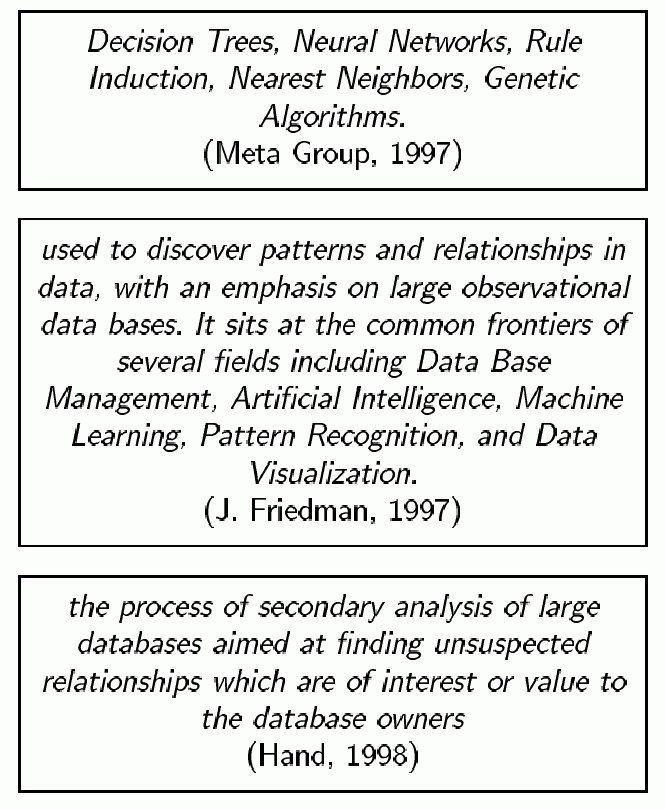 Decision Trees, Neural Networks, Rule
Induction, Nearest Neighbors, Genetic
Algorithms.
(Meta Group, 1997)
used to discover patterns and relationships in
data, with an emphasis on large observational
data bases. It sits at the common frontiers of
several fields including Data Base
Management, Artificial Intelligence, Machine
Learning, Pattern Recognition, and Data
Visualization.
(J. Friedman, 1997)
the process of secondary analysis of large
databases aimed at finding unsuspected
relationships which are of interest or value to
the database owners
(Hand, 1998)